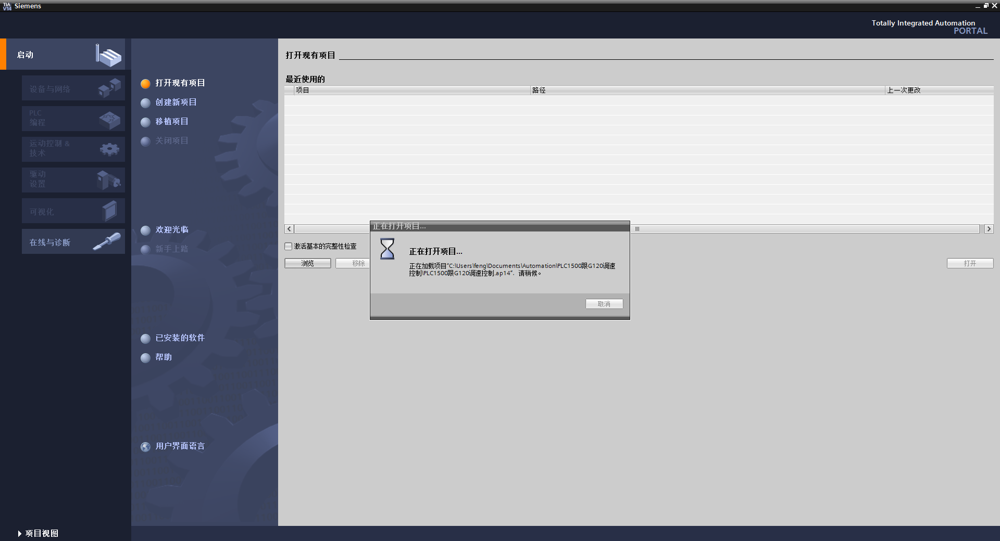 TIA
V14
Siemens
Totally Integrated Automation
PORTAL
启动
设备与网络
PLC
编程
运动控制 &
技术
驱动
设置
可视化
在线与诊断
项目视图
打开现有项目
创建新项目
移植项目
关闭项目
欢迎光临
新手上路
已安装的软件
帮助
用户界面语言
打开现有项目
最近使用的
项目 路径 上一次更改
激活基本的完整性检查
浏览 移除 打开
正在打开项目...
正在打开项目...
正在加载项目“C:\Users\feng\Documents\Automation\PLC1500跟G120调速
控制\PLC1500跟G120调速控制.ap14”．请稍候。
取消